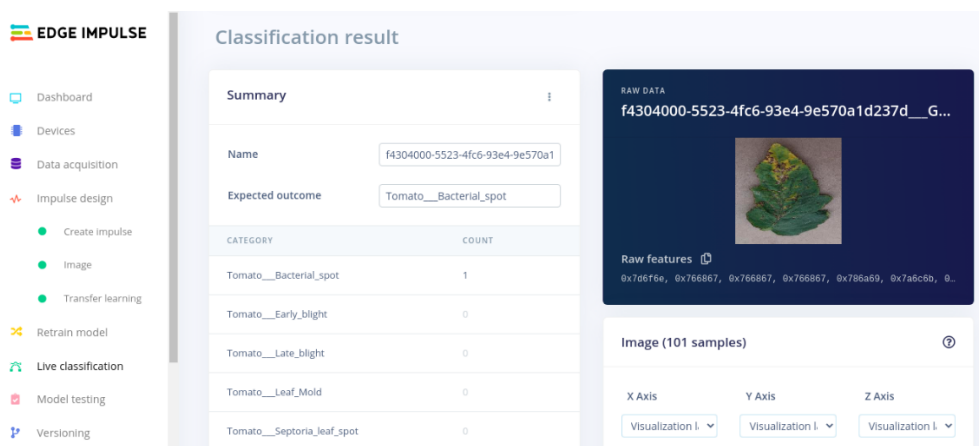 EDGE IMPULSE
Dashboard
Devices
Data acquisition
Impulse design
Create impulse
Image
Transfer learning
Retrain model
Live classification
Model testing
Versioning
Classification result
Summary
Name
f4304000-5523-4fc6-93e4-9e570a1
Expected outcome
Tomato___Bacterial_spot
CATEGORY COUNT
Tomato___Bacterial_spot 1
Tomato___Early_blight 0
Tomato___Late_blight 0
Tomato___Leaf_Mold 0
Tomato___Septoria_leaf_spot 0
RAW DATA
f4304000-5523-4fc6-93e4-9e570a1d237d___G...
Raw features
0x7d6f6e, 0x766867, 0x766867, 0x766867, 0x786a69, 0x7a6c6b, 0…
Image (101 samples)
X Axis Y Axis Z Axis
Visualization l Visualization l Visualization l